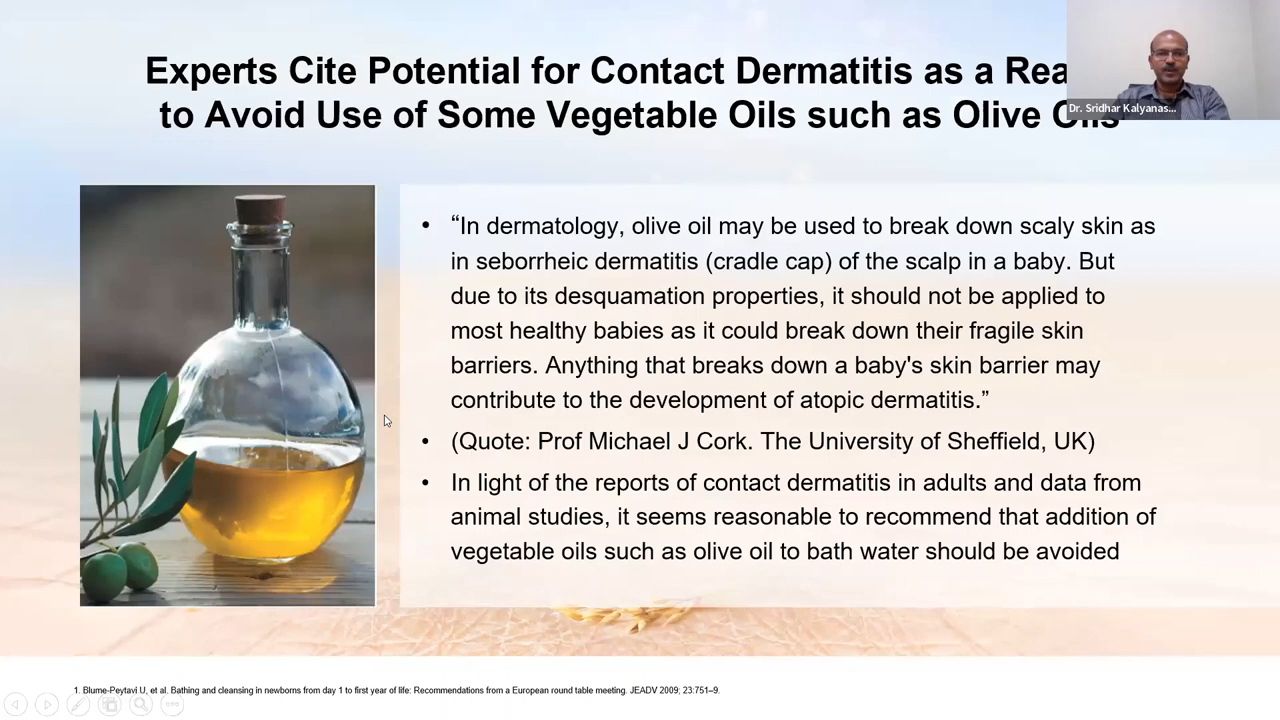 Experts Cite Potential for Contact Dermatitis as a
to Avoid Use of Some Vegetable Oils such as Olive Oils
Dr. Sridhar Kalyanas...
• “In dermatology, olive oil may be used to break down scaly skin as
in seborrheic dermatitis (cradle cap) of the scalp in a baby. But
due to its desquamation properties, it should not be applied to
most healthy babies as it could break down their fragile skin
barriers. Anything that breaks down a baby's skin barrier may
contribute to the development of atopic dermatitis.”
• (Quote: Prof Michael J Cork. The University of Sheffield, UK)
• In light of the reports of contact dermatitis in adults and data from
animal studies, it seems reasonable to recommend that addition of
vegetable oils such as olive oil to bath water should be avoided
1. Blume-Peytavi U, et al. Bathing and cleansing in newborns from day 1 to first year of life: Recommendations from a European round table meeting. JEADV 2009; 23:751–9.